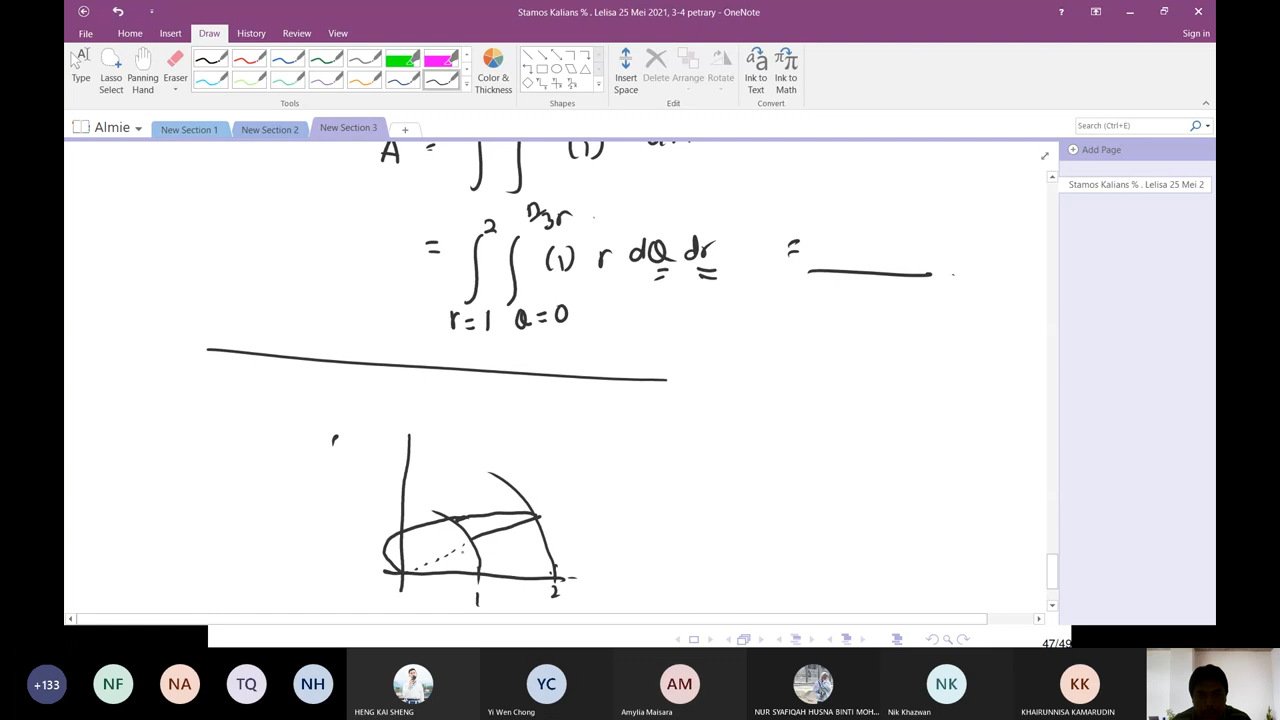 Stamos Kalians % . Lelisa 25 Mei 2021, 3-4 petrary - OneNote
File Home Insert Draw History Review View Sign in
Type Lasso Select Panning Hand Eraser Color & Thickness Insert Space Delete Arrange Rotate Ink to Text Ink to Math
Tools Shapes Edit Convert
Almie New Section 1 New Section 2 New Section 3 + Search (Ctrl+E)
Add Page
Stamos Kalians % . Lelisa 25 Mei 2
A = ∫ ∫ (1)
= ∫ ∫ (1) r dθ dr =
2
r = 1 θ = 0
1 2
47/49
+133 NF NA TQ NH YC AM NK KK
HENG KAI SHENG Yi Wen Chong Amylia Maisara NUR SYAFIQAH HUSNA BINTI MOH... Nik Khazwan KHAIRUNNISA KAMARUDIN